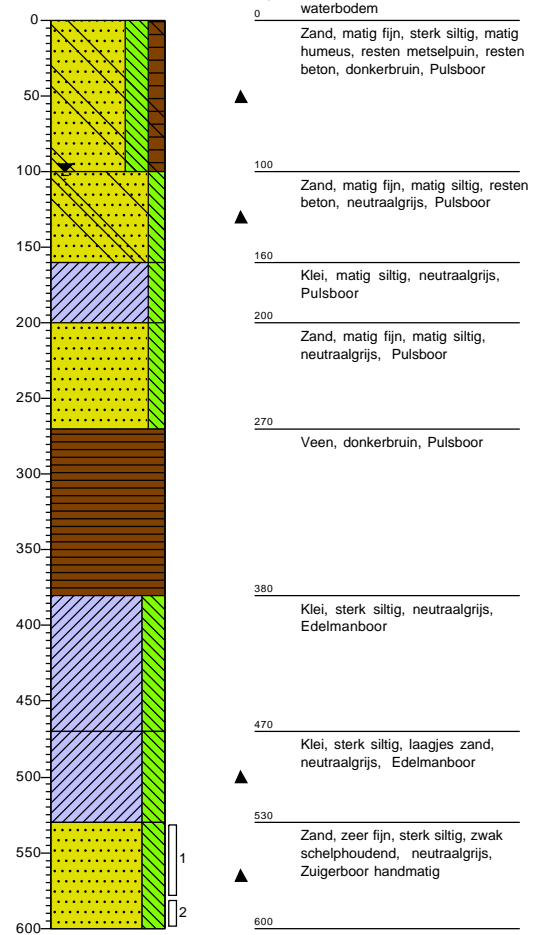 waterbodem
0
0
Zand, matig fijn, sterk siltig, matig
humeus, resten metselpuin, resten
beton, donkerbruin, Pulsboor
50
100
100
Zand, matig fijn, matig siltig, resten
beton, neutraalgrijs, Pulsboor
150
160
Klei, matig siltig, neutraalgrijs,
Pulsboor
200
200
Zand, matig fijn, matig siltig,
neutraalgrijs, Pulsboor
250
270
Veen, donkerbruin, Pulsboor
300
350
380
Klei, sterk siltig, neutraalgrijs,
Edelmanboor
400
450
470
Klei, sterk siltig, laagjes zand,
neutraalgrijs, Edelmanboor
500
530
Zand, zeer fijn, sterk siltig, zwak
schelphoudend, neutraalgrijs,
Zuigerboor handmatig
550
1
2
600
600